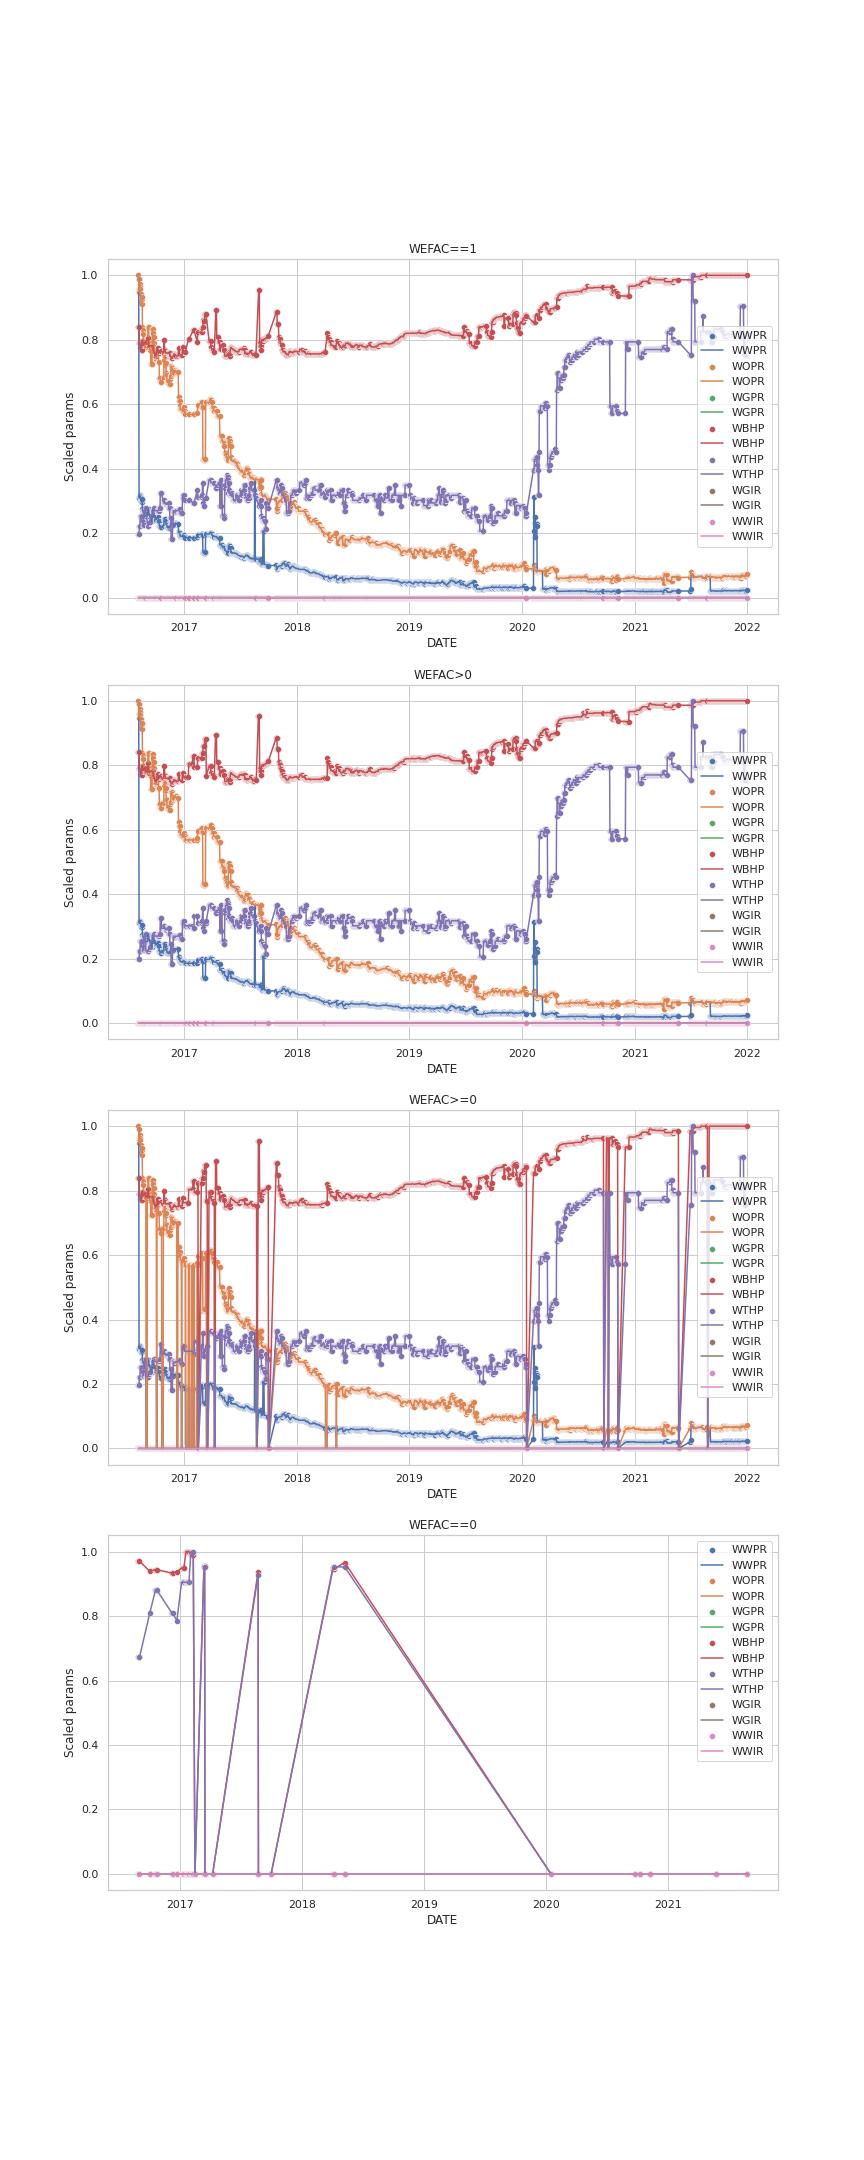 WEFAC==1
1.0
0.8
0.6
0.4
0.2
0.0
Scaled params
WWPR
WWPR
WOPR
WOPR
WGPR
WGPR
WBHP
WBHP
WTHP
WTHP
WGIR
WGIR
WWIR
WWIR
2017 2018 2019 2020 2021 2022
DATE
WEFAC>0
1.0
0.8
0.6
0.4
0.2
0.0
Scaled params
WWPR
WWPR
WOPR
WOPR
WGPR
WGPR
WBHP
WBHP
WTHP
WTHP
WGIR
WGIR
WWIR
WWIR
2017 2018 2019 2020 2021 2022
DATE
WEFAC>=0
1.0
0.8
0.6
0.4
0.2
0.0
Scaled params
WWPR
WWPR
WOPR
WOPR
WGPR
WGPR
WBHP
WBHP
WTHP
WTHP
WGIR
WGIR
WWIR
WWIR
2017 2018 2019 2020 2021 2022
DATE
WEFAC==0
1.0
0.8
0.6
0.4
0.2
0.0
Scaled params
WWPR
WWPR
WOPR
WOPR
WGPR
WGPR
WBHP
WBHP
WTHP
WTHP
WGIR
WGIR
WWIR
WWIR
2017 2018 2019 2020 2021
DATE